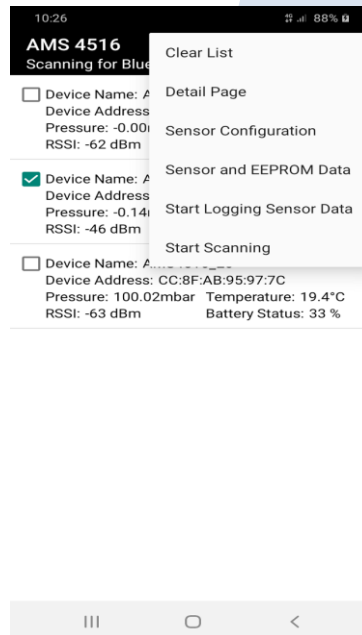 10:26
88%
AMS 4516
Scanning for Blue
Clear List
Detail Page
Sensor Configuration
Sensor and EEPROM Data
Start Logging Sensor Data
Start Scanning
Device Name: A
Device Address
Pressure: -0.00
RSSI: -62 dBm
Device Name: A
Device Address
Pressure: -0.14
RSSI: -46 dBm
Device Name:
Device Address: CC:8F:AB:95:97:7C
Pressure: 100.02mbar Temperature: 19.4°C
RSSI: -63 dBm Battery Status: 33 %